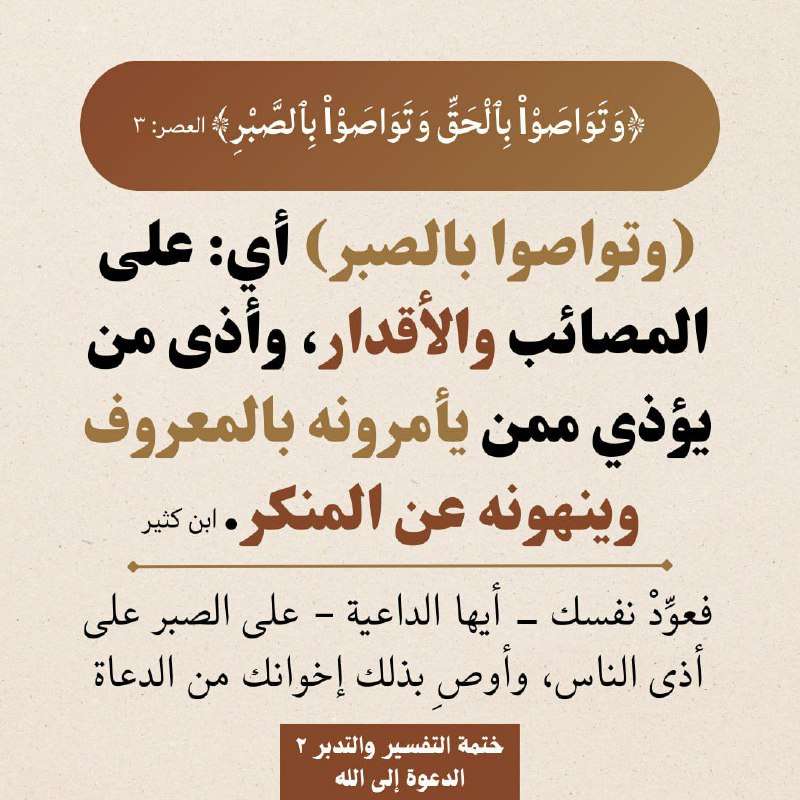 ﴿وَتَوَاصَوْا۟ بِٱلْحَقِّ وَتَوَاصَوْا۟ بِٱلصَّبْرِ﴾ العصر: ٣
(وتواصوا بالصبر) أي: على
المصائب والأقدار، وأذى من
يؤذي ممن يأمرونه بالمعروف
وينهونه عن المنكر. ابن كثير
فعوِّدْ نفسك – أيها الداعية – على الصبر على
أذى الناس، وأوصِ بذلك إخوانك من الدعاة
ختمة التفسير والتدبر ٢
الدعوة إلى الله